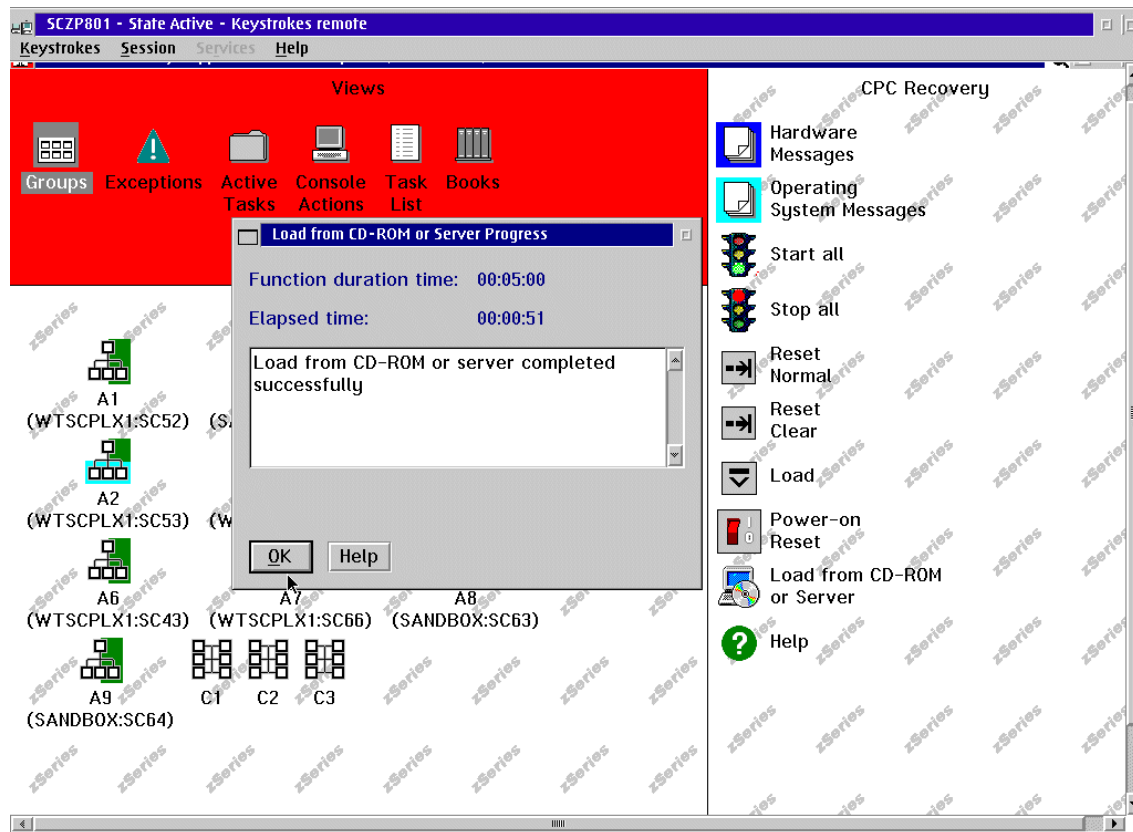 SCZP801 - State Active - Keystrokes remote
Keystrokes Session Services Help
Views
Groups Exceptions Active Tasks Console Actions Task List Books
Load from CD-ROM or Server Progress
Function duration time: 00:05:00
Elapsed time: 00:00:51
Load from CD-ROM or server completed
successfully
OK Help
A1
(WTSCPLX1:SC52)
A2
(WTSCPLX1:SC53)
A6
(WTSCPLX1:SC43)
A7
(WTSCPLX1:SC66)
A8
(SANDBOX:SC63)
A9
(SANDBOX:SC64)
C1 C2 C3
CPC Recovery
Hardware
Messages
Operating
System Messages
Start all
Stop all
Reset
Normal
Reset
Clear
Load
Power-on
Reset
Load from CD-ROM
or Server
Help
zSeries